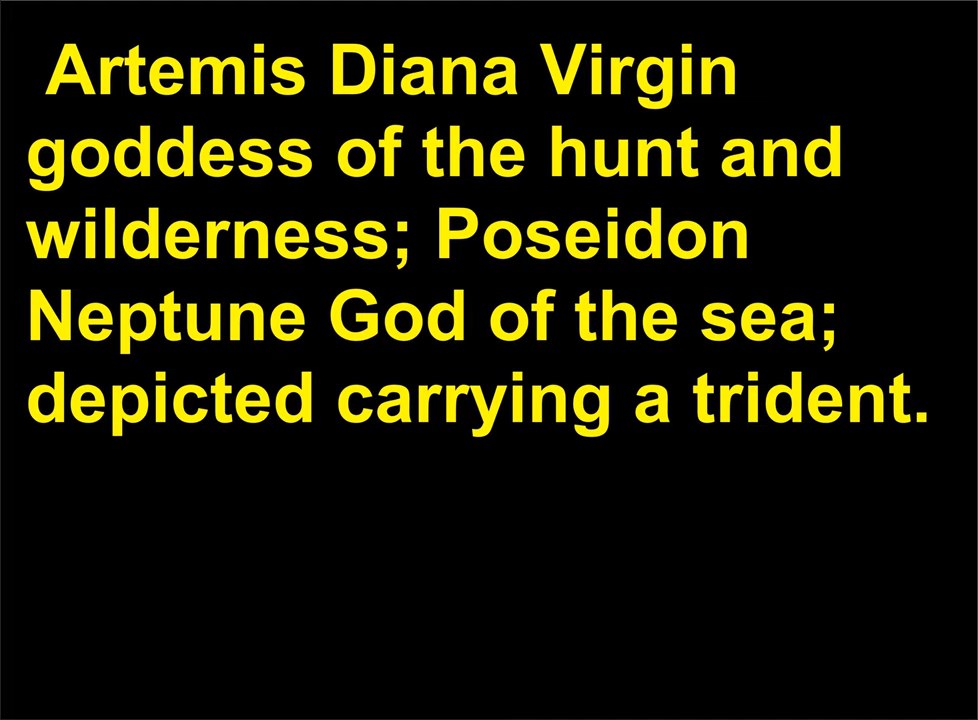 Artemis Diana Virgin
goddess of the hunt and
wilderness; Poseidon
Neptune God of the sea;
depicted carrying a trident.